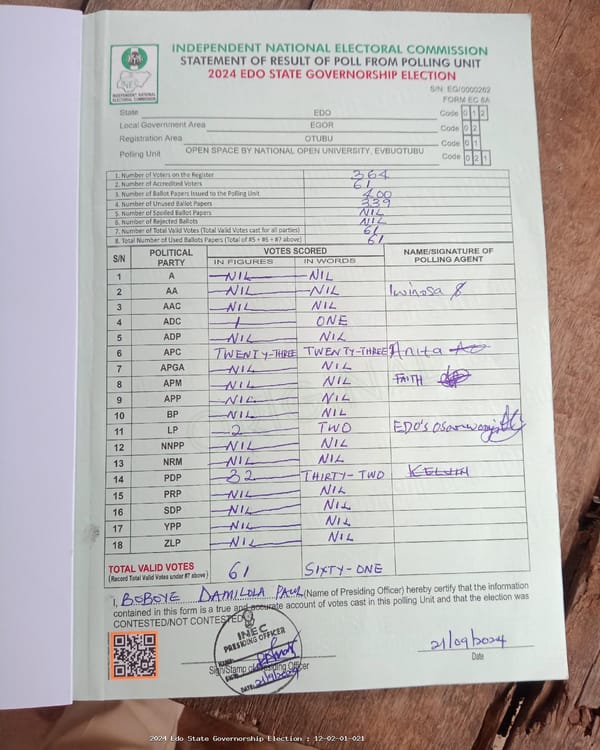 INDEPENDENT NATIONAL ELECTORAL COMMISSION
STATEMENT OF RESULT OF POLL FROM POLLING UNIT
2024 EDO STATE GOVERNORSHIP ELECTION
INEC
INDEPENDENT NATIONAL
ELECTORAL COMMISSION
S/N: EG/0000262
FORM EC 8A
State EDO Code 0 1 2
Local Government Area EGOR Code 0 2
Registration Area OTUBU Code 0 1
Polling Unit OPEN SPACE BY NATIONAL OPEN UNIVERSITY, EVBUOTUBU Code 0 2 1
1. Number of Voters on the Register 364
2. Number of Accredited Voters 61
3. Number of Ballot Papers Issued to the Polling Unit 400
4. Number of Unused Ballot Papers 339
5. Number of Spoiled Ballot Papers NIL
6. Number of Rejected Ballots NIL
7. Number of Total Valid Votes (Total Valid Votes cast for all parties) 61
8. Total Number of Used Ballots Papers (Total of #5 + #6 + #7 above) 61
S/N POLITICAL PARTY VOTES SCORED NAME/SIGNATURE OF POLLING AGENT
IN FIGURES IN WORDS
1 A NIL NIL
2 AA NIL NIL Iwinosa
3 AAC NIL NIL
4 ADC 1 ONE
5 ADP NIL NIL
6 APC TWENTY-THREE TWENTY-THREE Anita
7 APGA NIL NIL
8 APM NIL NIL FAITH
9 APP NIL NIL
10 BP NIL NIL
11 LP 2 TWO EDO'S
12 NNPP NIL NIL
13 NRM NIL NIL
14 PDP 32 THIRTY-TWO KELVIN
15 PRP NIL NIL
16 SDP NIL NIL
17 YPP NIL NIL
18 ZLP NIL NIL
TOTAL VALID VOTES 61 SIXTY-ONE
(Record Total Valid Votes under #7 above)
I, BOBOYE DAMILOLA PAUL (Name of Presiding Officer) hereby certify that the information
contained in this form is a true and accurate account of votes cast in this polling Unit and that the election was
CONTESTED/NOT CONTESTED
INEC
PRESIDING OFFICER
NAME:
SIGN:
DATE: 21/9/2024
21/09/2024
Sign/Stamp of Presiding Officer
Date
2024 Edo State Governorship Election : 12-02-01-021